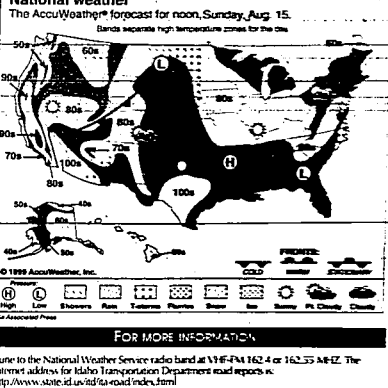 National weather
The AccuWeather® forecast for noon, Sunday, Aug. 15.
Bands separate high temperature zones for the day.
50s
60s
60s
90s
80s
80s
80s
90s
70s
70s
100s
80s
100s
L
H
L
50s
60s
40s
50s
80s
© 1999 AccuWeather, Inc.
FRONTS:
COLD
WARM
STATIONARY
Pressure
H
L
High
Low
Showers
Rain
T-storms
Flurries
Snow
Ice
Sunny
Pt. Cloudy
Cloudy
Associated Press
FOR MORE INFORMATION
une to the National Weather Service radio band at VHF-FM 162.4 or 162.55 MHZ. The
nternet address for Idaho Transportation Department road reports is:
ttp://www.state.id.us/itd/ita-road/index.html